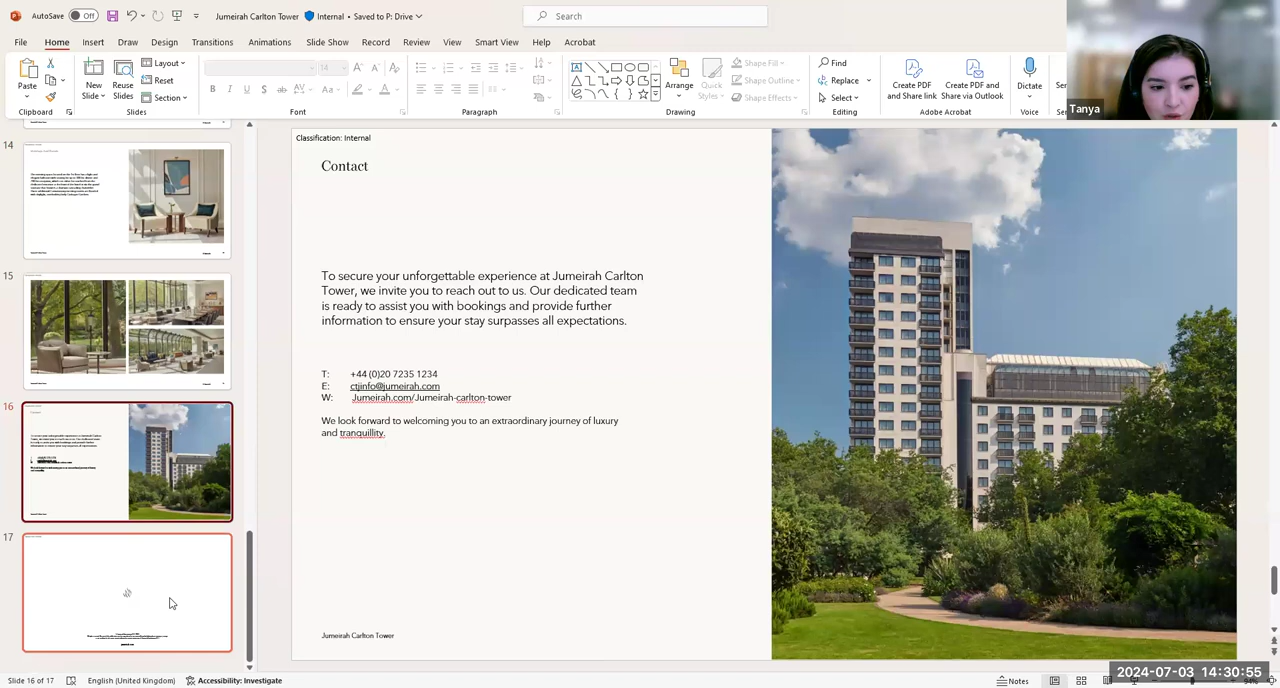 AutoSave
Off
Jumeirah Carlton Tower
Internal • Saved to P: Drive
Search
File
Home
Insert
Draw
Design
Transitions
Animations
Slide Show
Record
Review
View
Smart View
Help
Acrobat
Paste
Clipboard
New
Slide
Reuse
Slides
Layout
Reset
Section
Slides
14
Font
Paragraph
Arrange
Quick
Styles
Shape Fill
Shape Outline
Shape Effects
Drawing
Find
Replace
Select
Editing
Create PDF
and Share link
Create PDF and
Share via Outlook
Adobe Acrobat
Dictate
Voice
Tanya
14
15
16
17
Classification: Internal
Contact
To secure your unforgettable experience at Jumeirah Carlton
Tower, we invite you to reach out to us. Our dedicated team
is ready to assist you with bookings and provide further
information to ensure your stay surpasses all expectations.
T: +44 (0)20 7235 1234
E: ctjinfo@jumeirah.com
W: Jumeirah.com/Jumeirah-carlton-tower
We look forward to welcoming you to an extraordinary journey of luxury
and tranquillity.
Jumeirah Carlton Tower
Slide 16 of 17
English (United Kingdom)
Accessibility: Investigate
Notes
2024-07-03 14:30:55